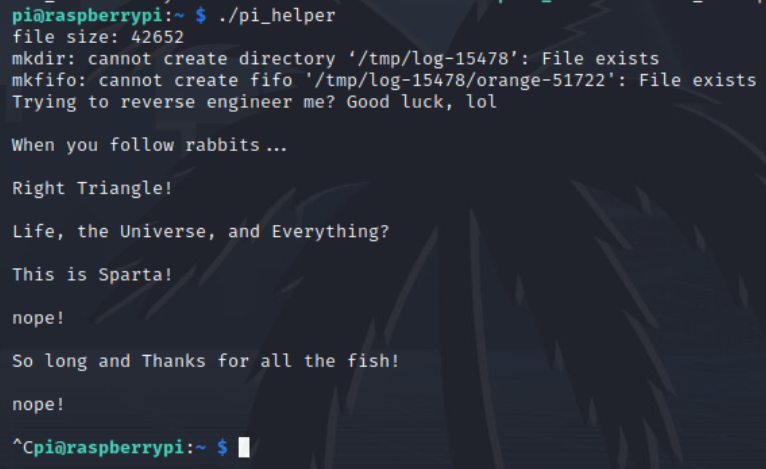 pi@raspberrypi:~ $ ./pi_helper
file size: 42652
mkdir: cannot create directory ‘/tmp/log-15478’: File exists
mkfifo: cannot create fifo '/tmp/log-15478/orange-51722': File exists
Trying to reverse engineer me? Good luck, lol
When you follow rabbits...
Right Triangle!
Life, the Universe, and Everything?
This is Sparta!
nope!
So long and Thanks for all the fish!
nope!
^Cpi@raspberrypi:~ $